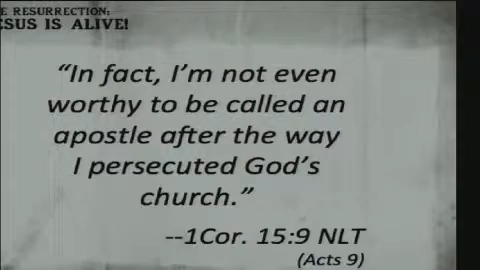 E RESURRECTION:
ESUS IS ALIVE!
“In fact, I’m not even
worthy to be called an
apostle after the way
I persecuted God’s
church.”
--1Cor. 15:9 NLT
(Acts 9)